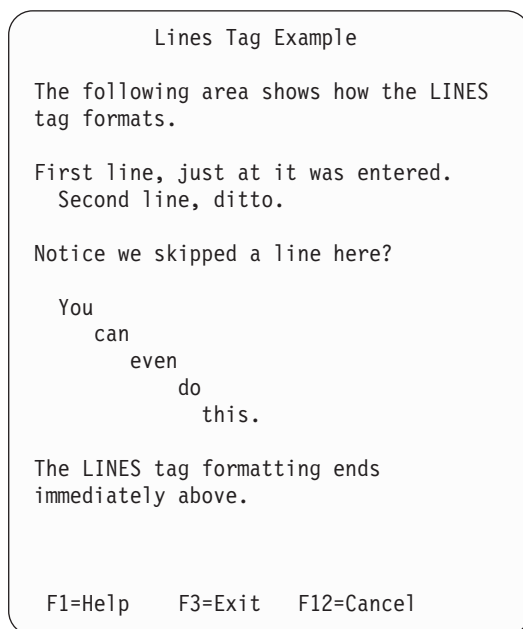 Lines Tag Example
The following area shows how the LINES
tag formats.
First line, just at it was entered.
Second line, ditto.
Notice we skipped a line here?
You
can
even
do
this.
The LINES tag formatting ends
immediately above.
F1=Help F3=Exit F12=Cancel